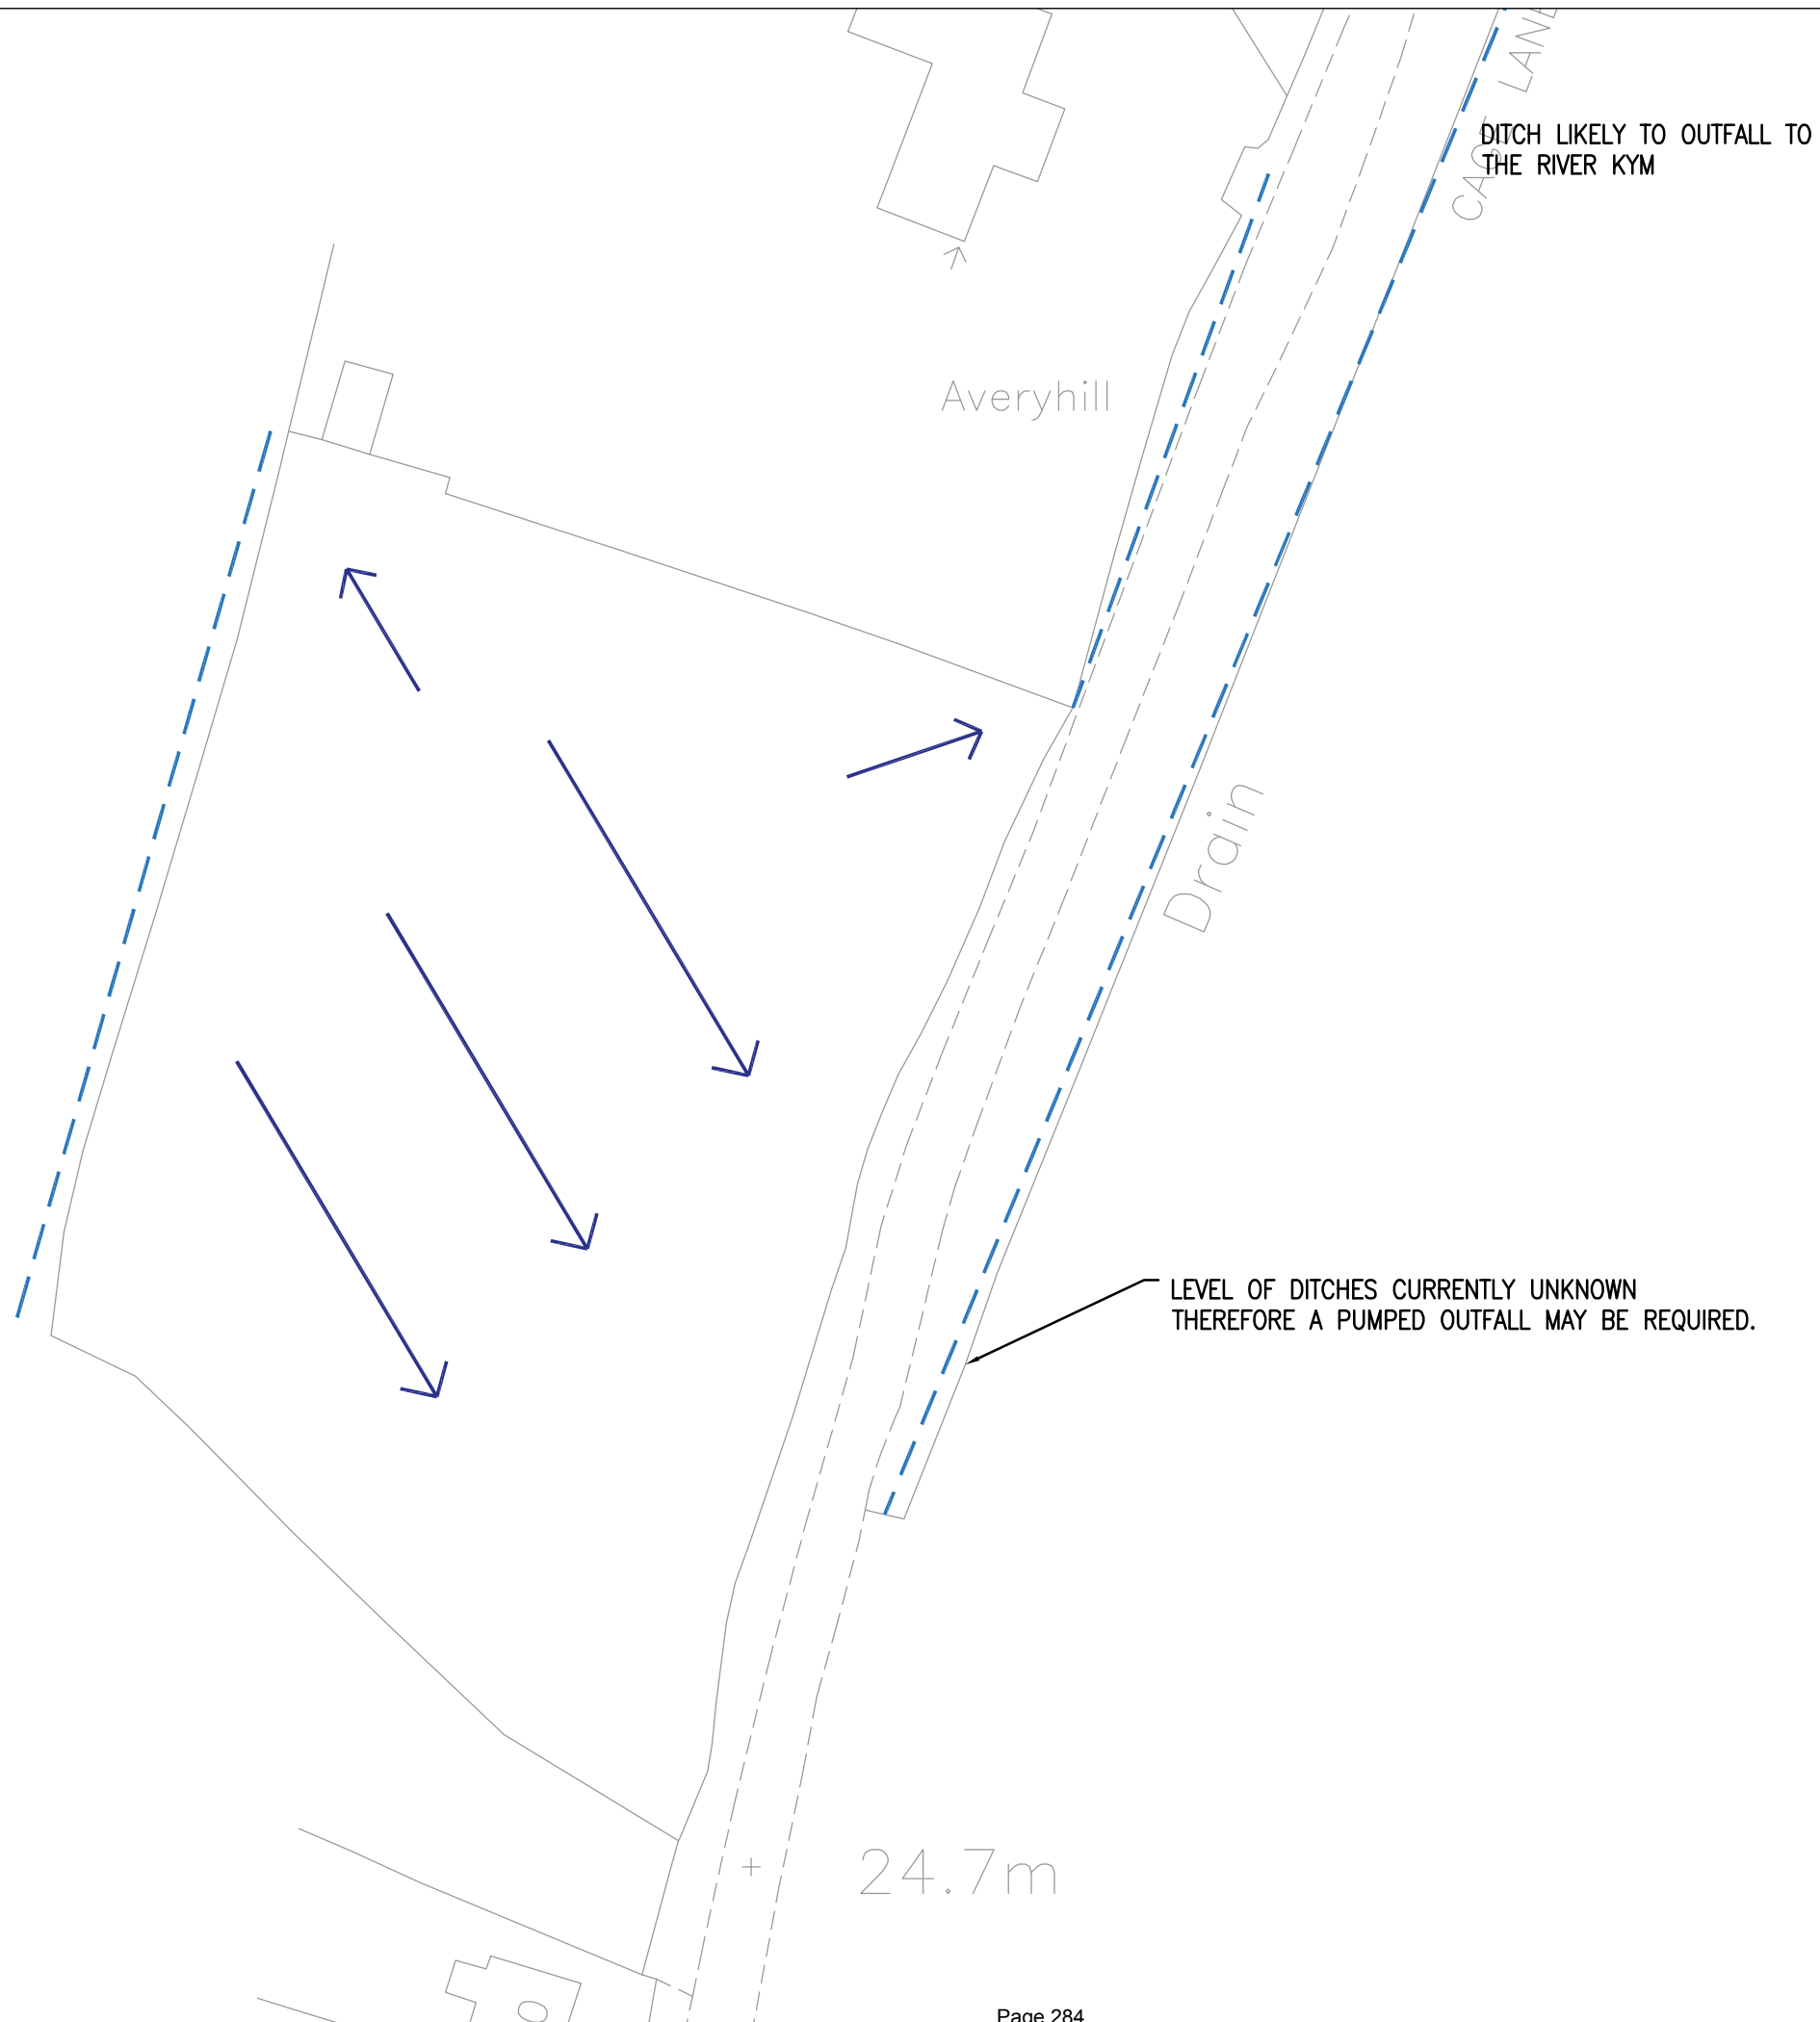 DITCH LIKELY TO OUTFALL TO
THE RIVER KYM
Averyhill
Drain
LEVEL OF DITCHES CURRENTLY UNKNOWN
THEREFORE A PUMPED OUTFALL MAY BE REQUIRED.
24.7m
Page 284